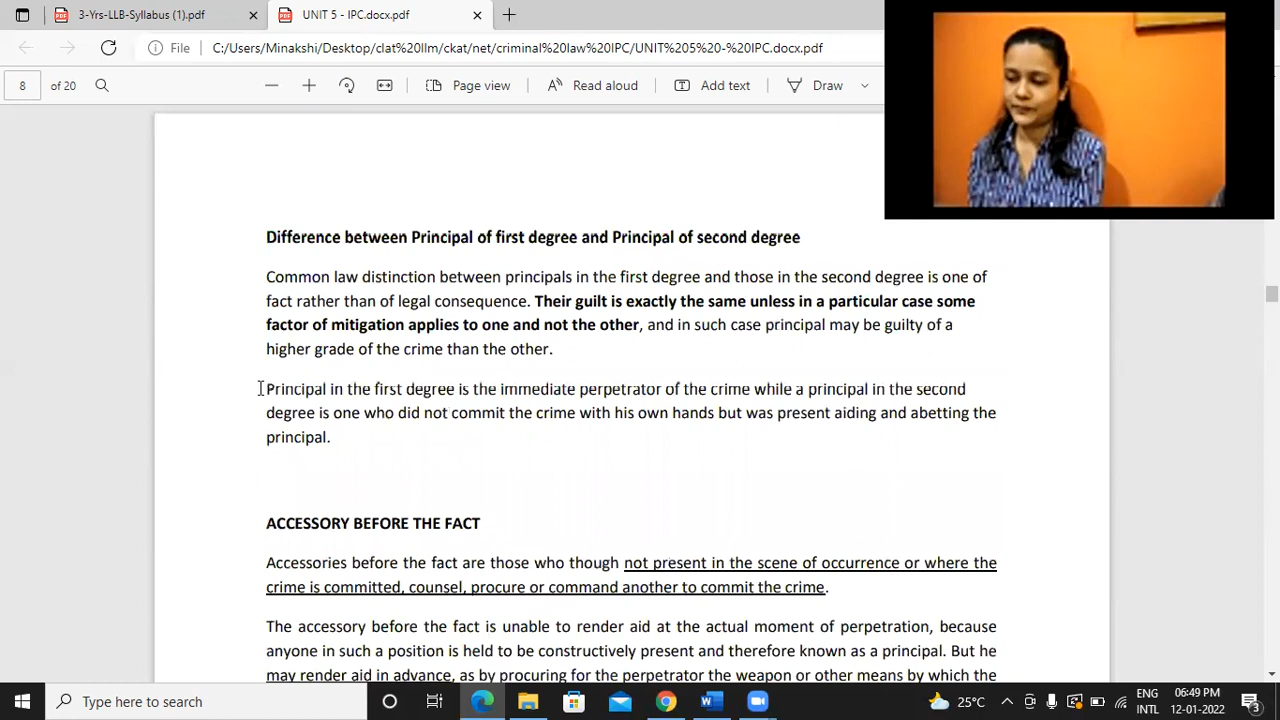 3-Yrs-LLB-Syllabus (1).pdf
UNIT 5 - IPC.docx.pdf
File
C:/Users/Minakshi/Desktop/clat%20llm/ckat/net/criminal%20law%20IPC/UNIT%205%20-%20IPC.docx.pdf
8 of 20
Page view
Read aloud
Add text
Draw
Difference between Principal of first degree and Principal of second degree
Common law distinction between principals in the first degree and those in the second degree is one of
fact rather than of legal consequence. Their guilt is exactly the same unless in a particular case some
factor of mitigation applies to one and not the other, and in such case principal may be guilty of a
higher grade of the crime than the other.
Principal in the first degree is the immediate perpetrator of the crime while a principal in the second
degree is one who did not commit the crime with his own hands but was present aiding and abetting the
principal.
ACCESSORY BEFORE THE FACT
Accessories before the fact are those who though not present in the scene of occurrence or where the
crime is committed, counsel, procure or command another to commit the crime.
The accessory before the fact is unable to render aid at the actual moment of perpetration, because
anyone in such a position is held to be constructively present and therefore known as a principal. But he
may render aid in advance, as by procuring for the perpetrator the weapon or other means by which the
Type here to search
25°C
ENG
INTL
06:49 PM
12-01-2022
3